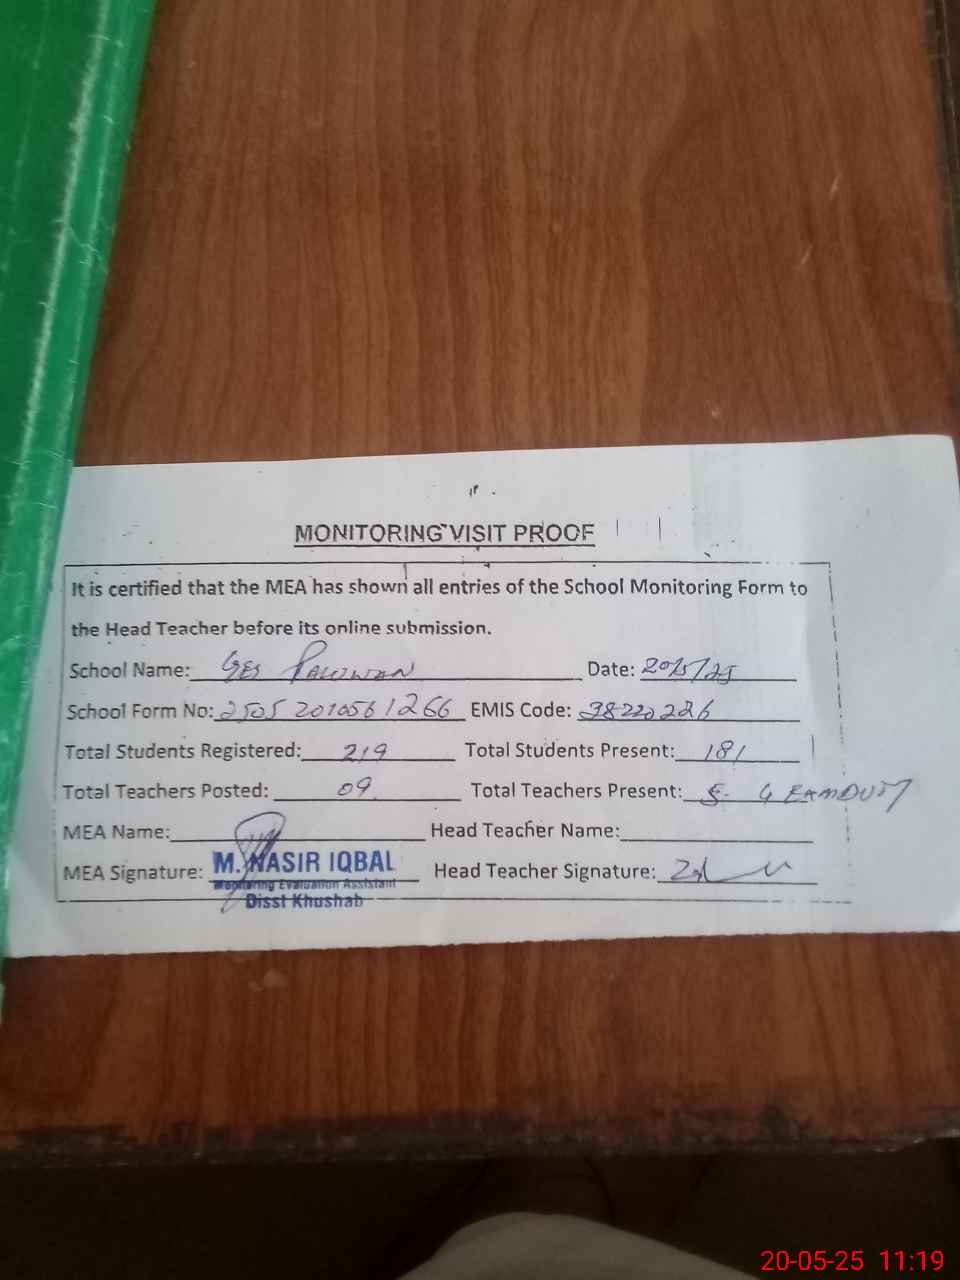 MONITORING VISIT PROOF
It is certified that the MEA has shown all entries of the School Monitoring Form to
the Head Teacher before its online submission.
School Name: GES Date: 20/5/25
School Form No: 2505201056 1266 EMIS Code: 38220226
Total Students Registered: 219 Total Students Present: 181
Total Teachers Posted: 09 Total Teachers Present:
MEA Name: Head Teacher Name:
MEA Signature: M. NASIR IQBAL Head Teacher Signature:
Monitoring Evaluation Assistant
Disst Khushab
20-05-25 11:19